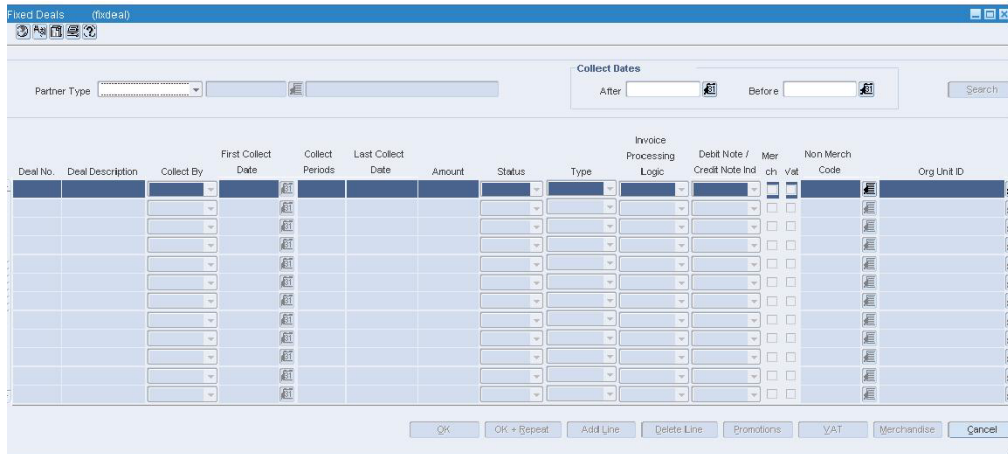 Fixed Deals (fixdeal)
Collect Dates
Partner Type After Before Search
Deal No. Deal Description Collect By First Collect Date Collect Periods Last Collect Date Amount Status Type Invoice Processing Logic Debit Note / Credit Note Ind Mer ch Vat Non Merch Code Org Unit ID
OK OK + Repeat Add Line Delete Line Promotions VAT Merchandise Cancel